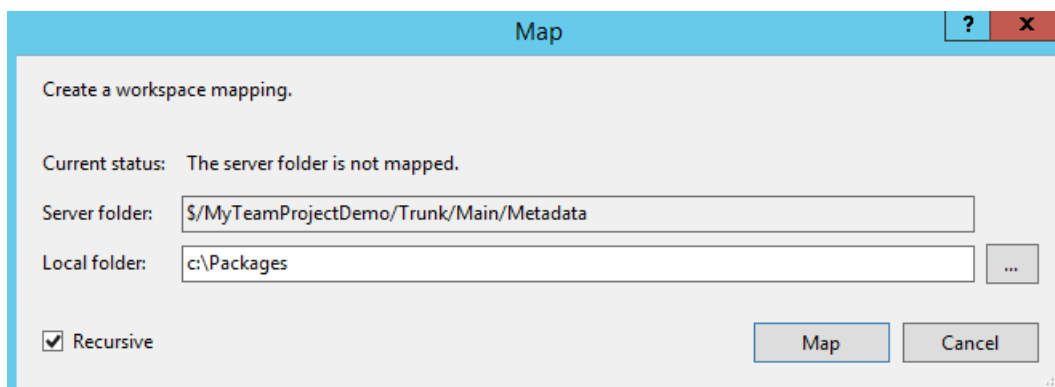 Map
?
x
Create a workspace mapping.
Current status: The server folder is not mapped.
Server folder: $/MyTeamProjectDemo/Trunk/Main/Metadata
Local folder: c:\Packages
...
Recursive
Map
Cancel